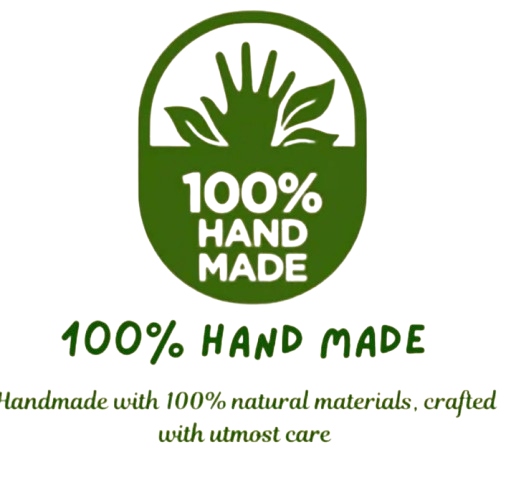 100%
HAND
MADE
100% HAND MADE
Handmade with 100% natural materials, crafted
with utmost care